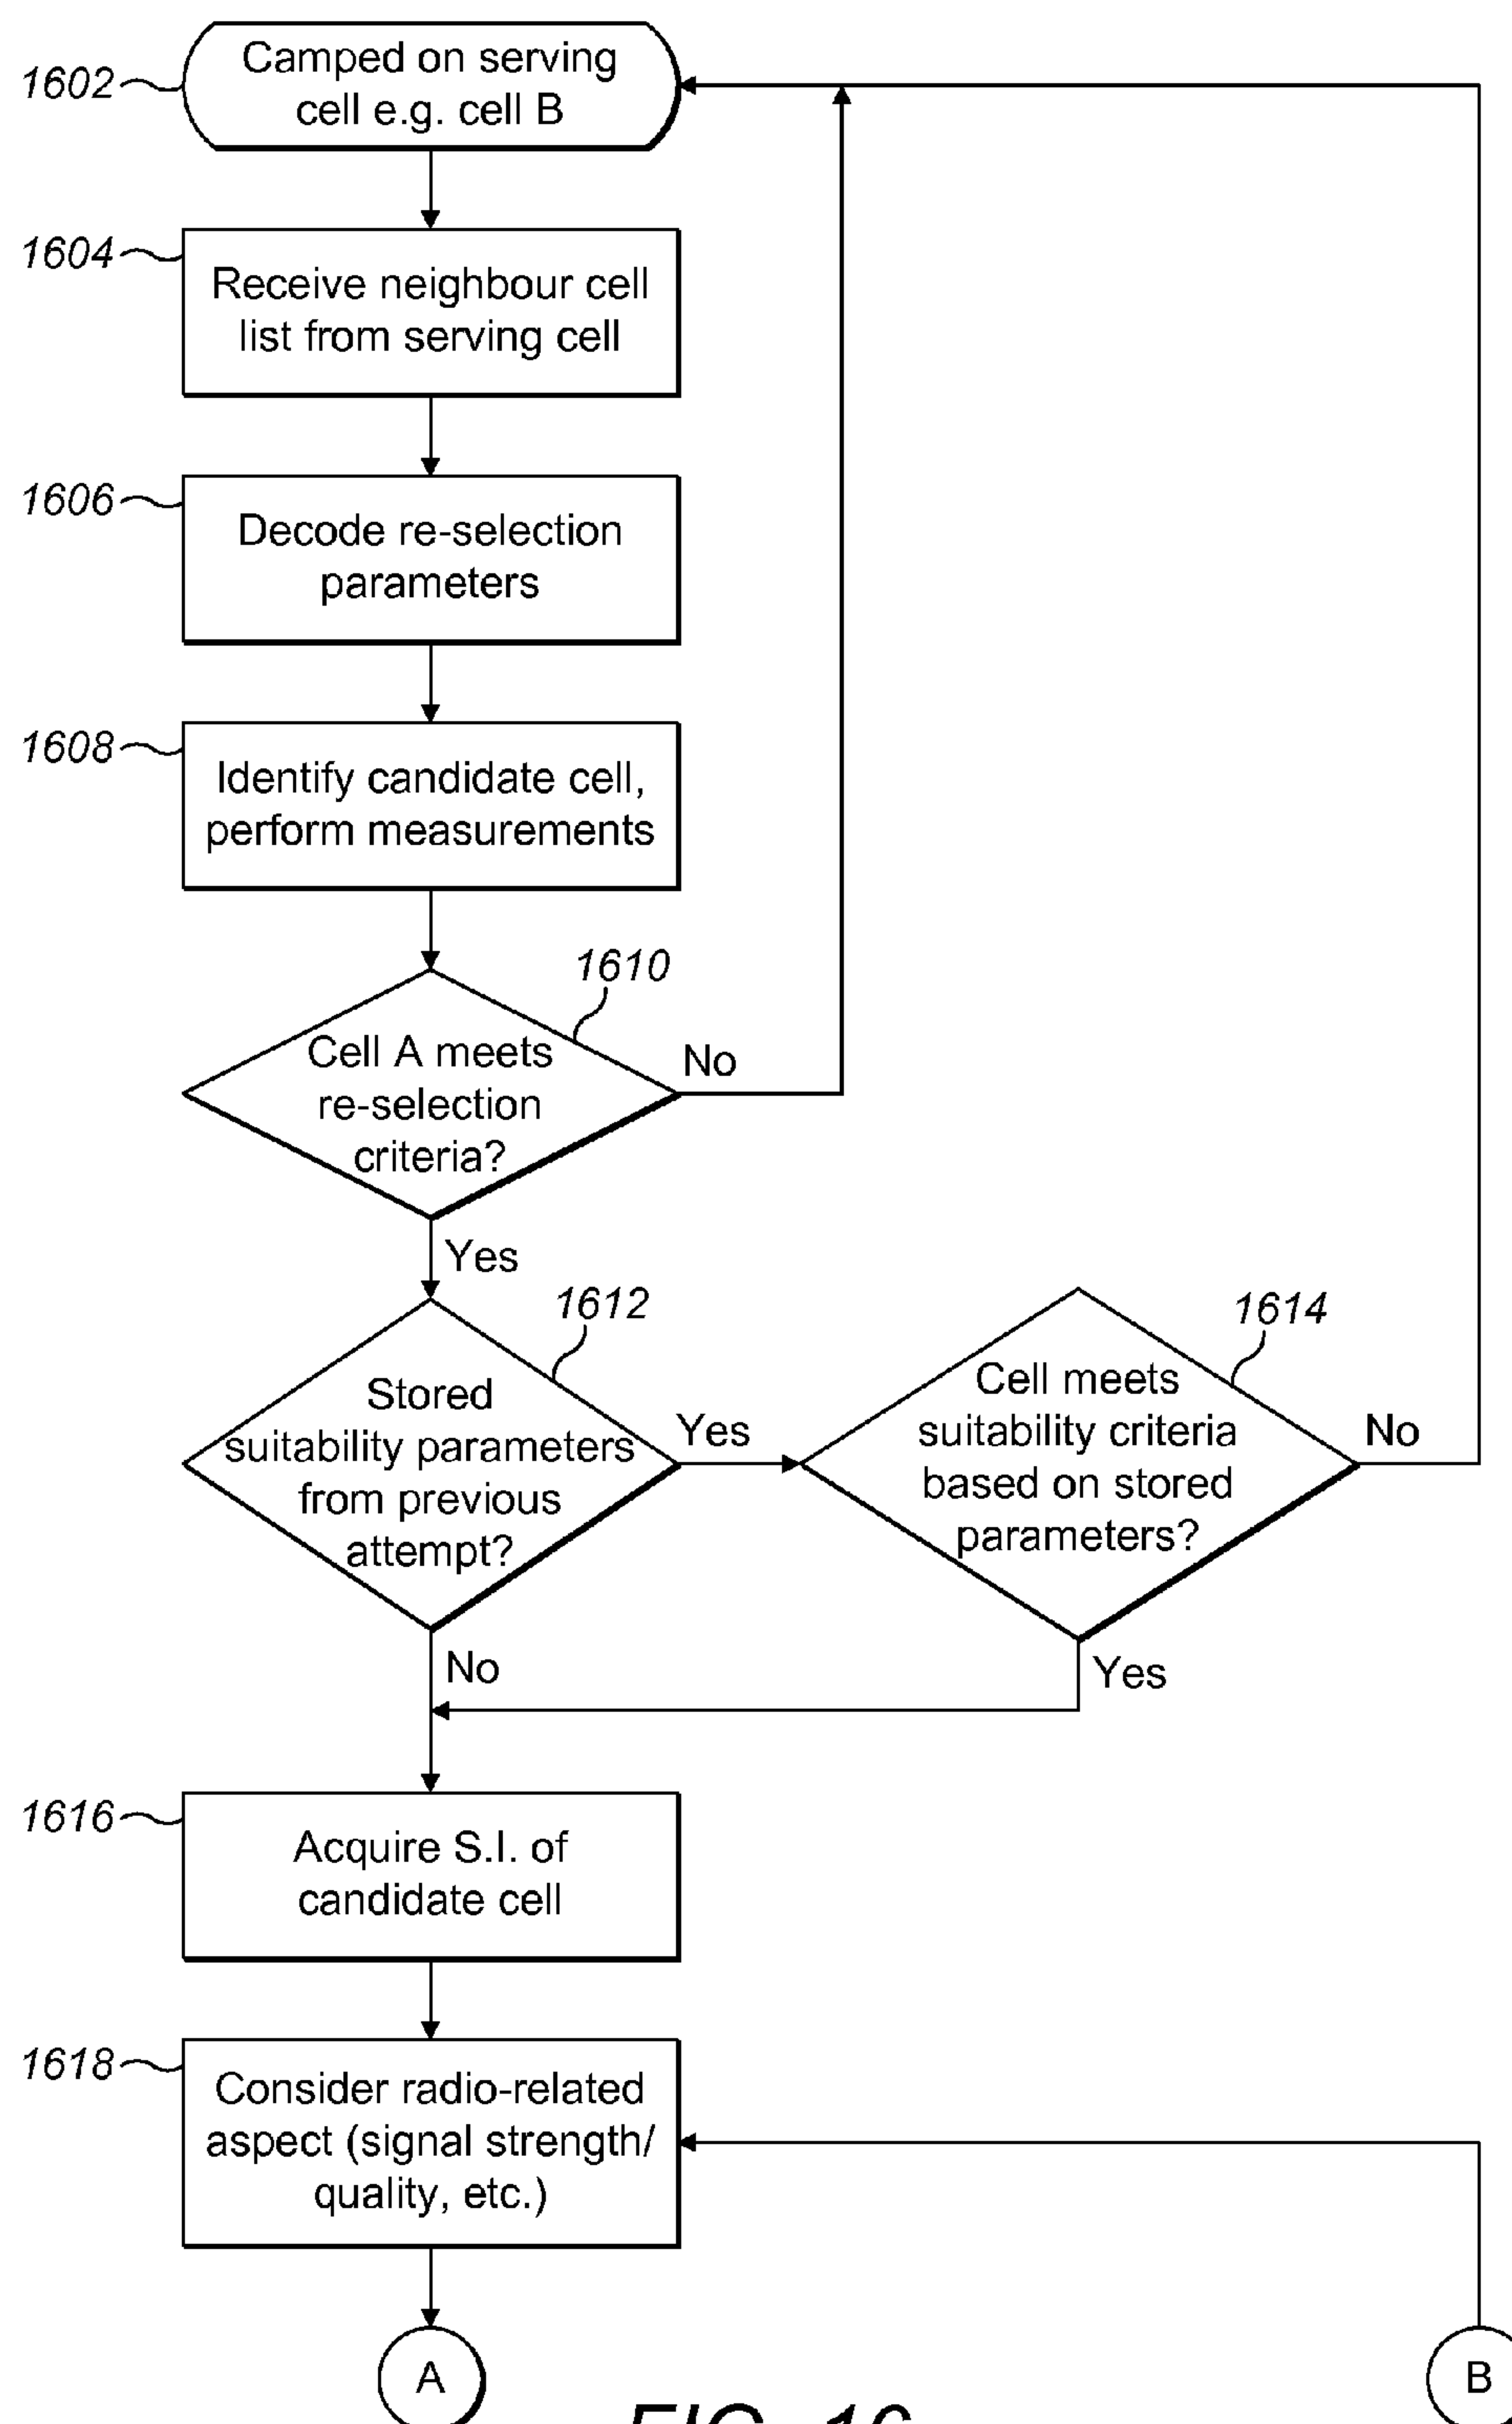 1602
Camped on serving
cell e.g. cell B
1604
Receive neighbour cell
list from serving cell
1606
Decode re-selection
parameters
1608
Identify candidate cell,
perform measurements
1610
Cell A meets
re-selection
criteria?
No
Yes
1612
Stored
suitability parameters
from previous
attempt?
Yes
1614
Cell meets
suitability criteria
based on stored
parameters?
No
No
Yes
1616
Acquire S.I. of
candidate cell
1618
Consider radio-related
aspect (signal strength/
quality, etc.)
A
B
FIG. 16